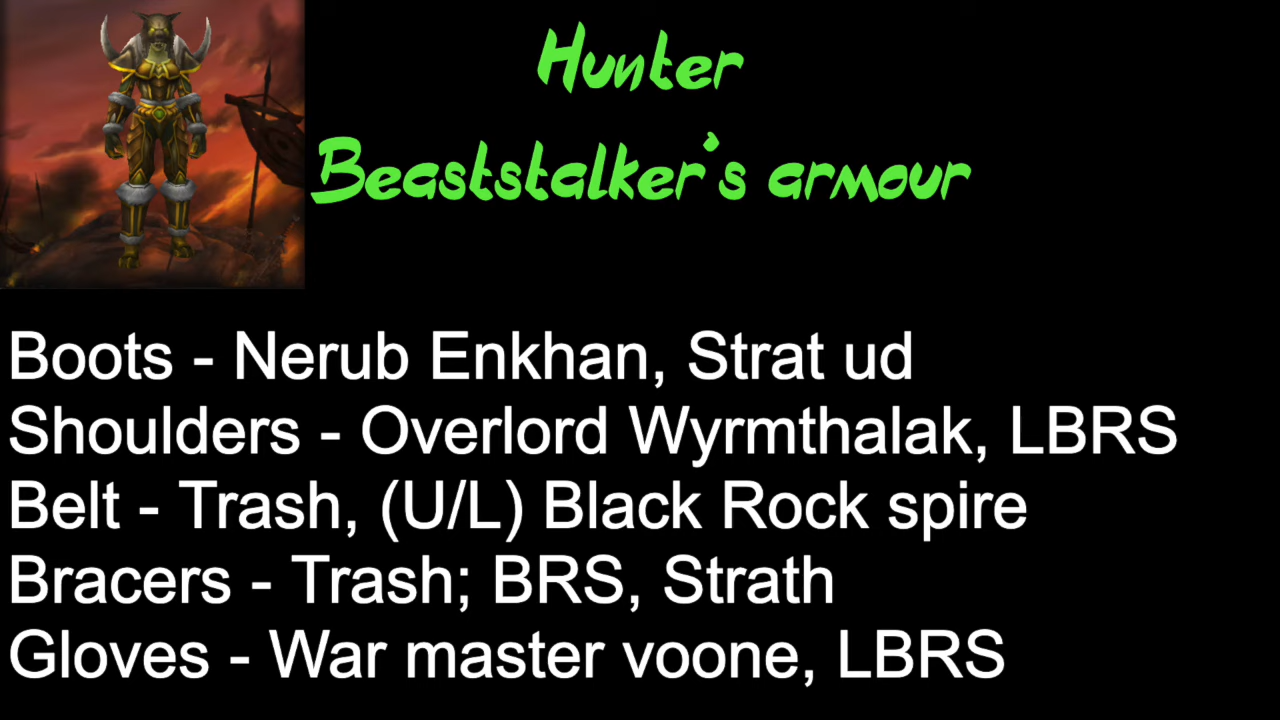 Hunter
Beaststalker's armour
Boots - Nerub Enkhan, Strat ud
Shoulders - Overlord Wyrmthalak, LBRS
Belt - Trash, (U/L) Black Rock spire
Bracers - Trash; BRS, Strath
Gloves - War master voone, LBRS